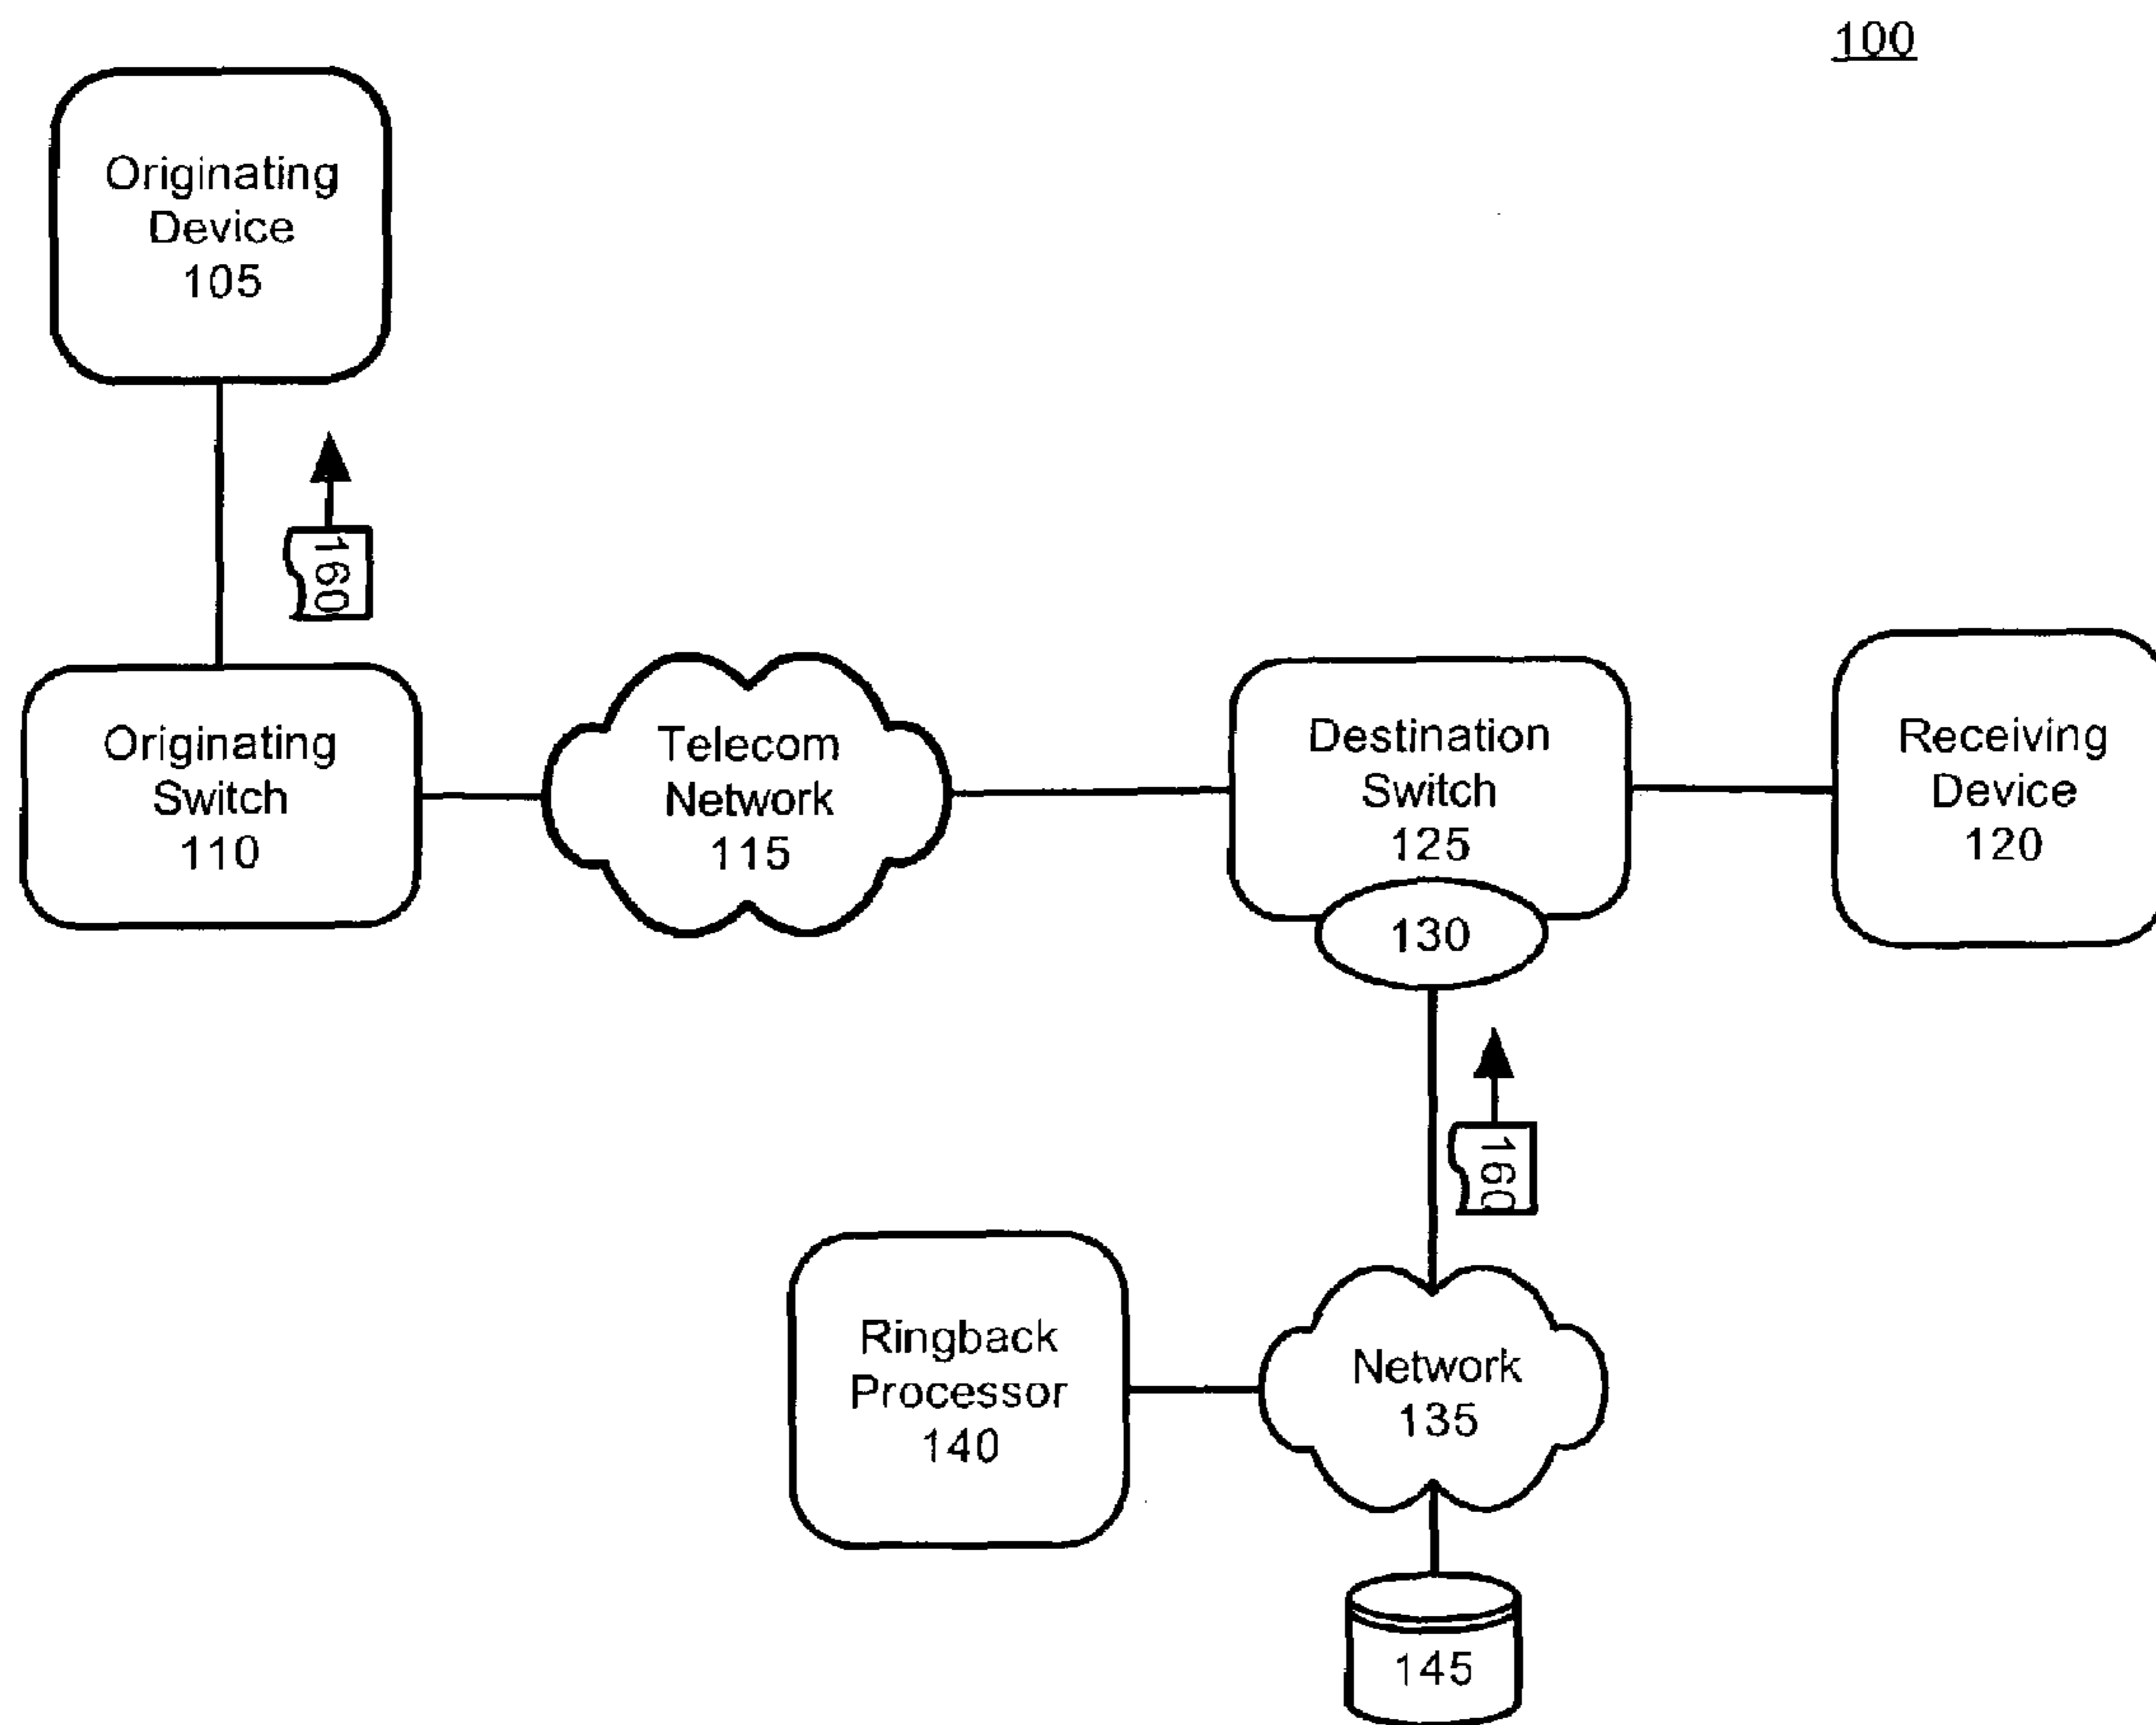 100
Originating
Device
105
160
Originating
Switch
110
Telecom
Network
115
Destination
Switch
125
130
Receiving
Device
120
160
Ringback
Processor
140
Network
135
145